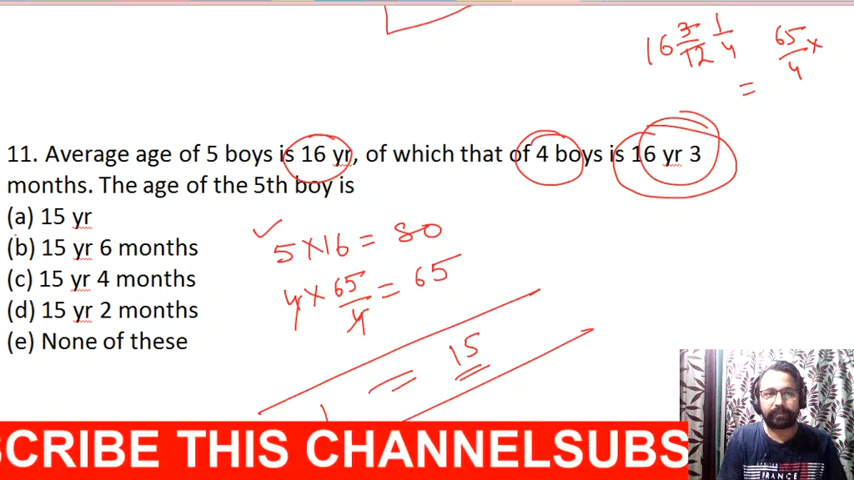 16 3/12 1/4 65/4 ×
=
11. Average age of 5 boys is 16 yr, of which that of 4 boys is 16 yr 3
months. The age of the 5th boy is
(a) 15 yr
(b) 15 yr 6 months
(c) 15 yr 4 months
(d) 15 yr 2 months
(e) None of these
✓ 5 × 16 = 80
4 × 65/4 = 65
= 15
SCRIBE THIS CHANNELSUBS
FRANCE